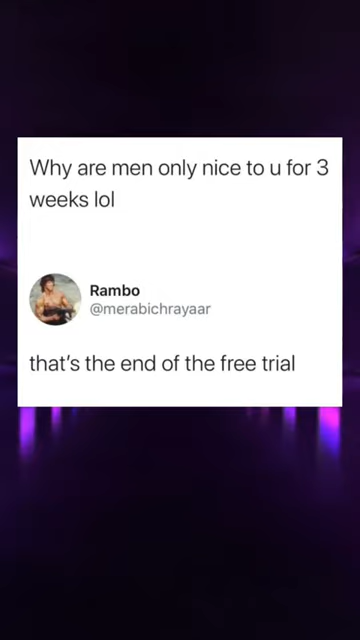 Why are men only nice to u for 3
weeks lol
Rambo
@merabichrayaar
that's the end of the free trial